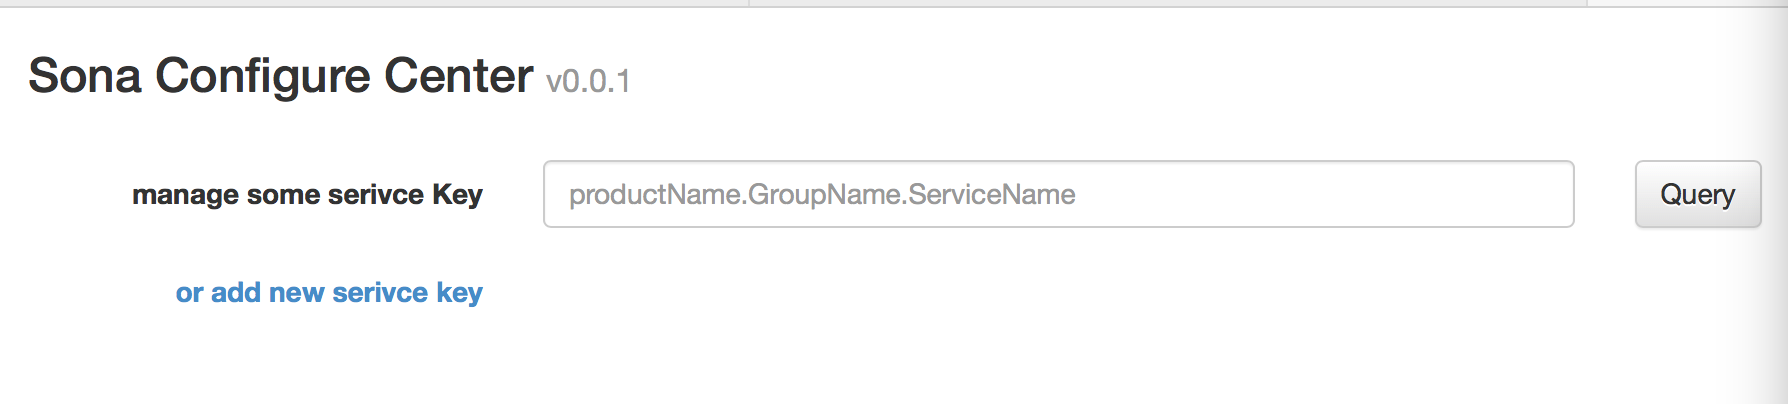 Sona Configure Center v0.0.1
manage some serivce Key productName.GroupName.ServiceName Query
or add new serivce key